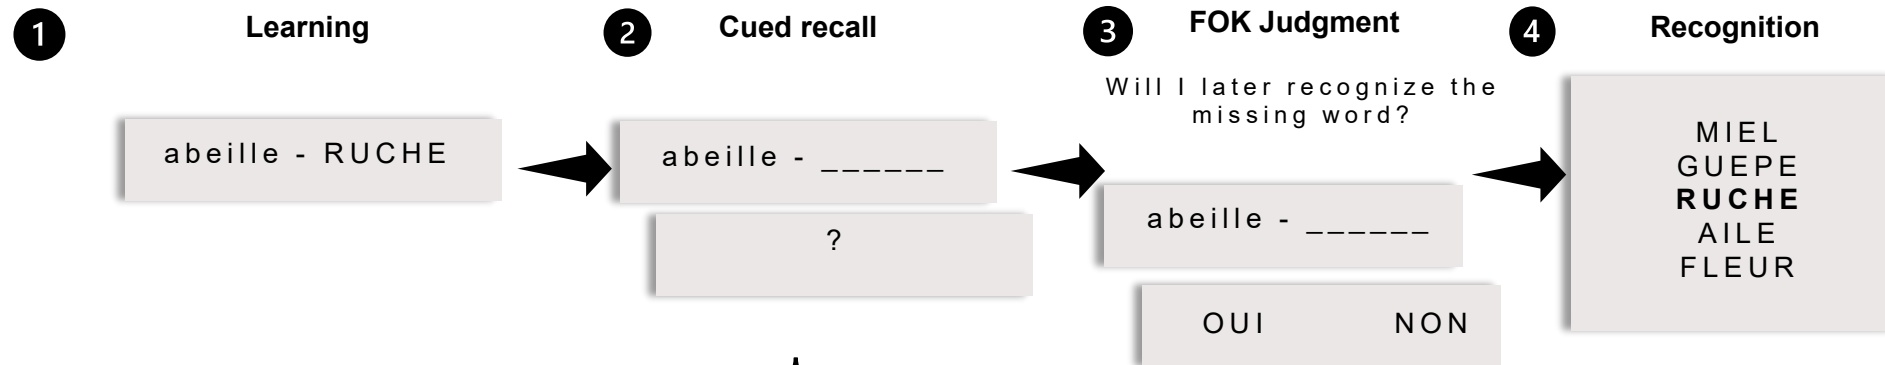 1 Learning
abeille - RUCHE
2 Cued recall
abeille - ______
?
3 FOK Judgment
Will I later recognize the
missing word?
abeille - ______
OUI NON
4 Recognition
MIEL
GUEPE
RUCHE
AILE
FLEUR